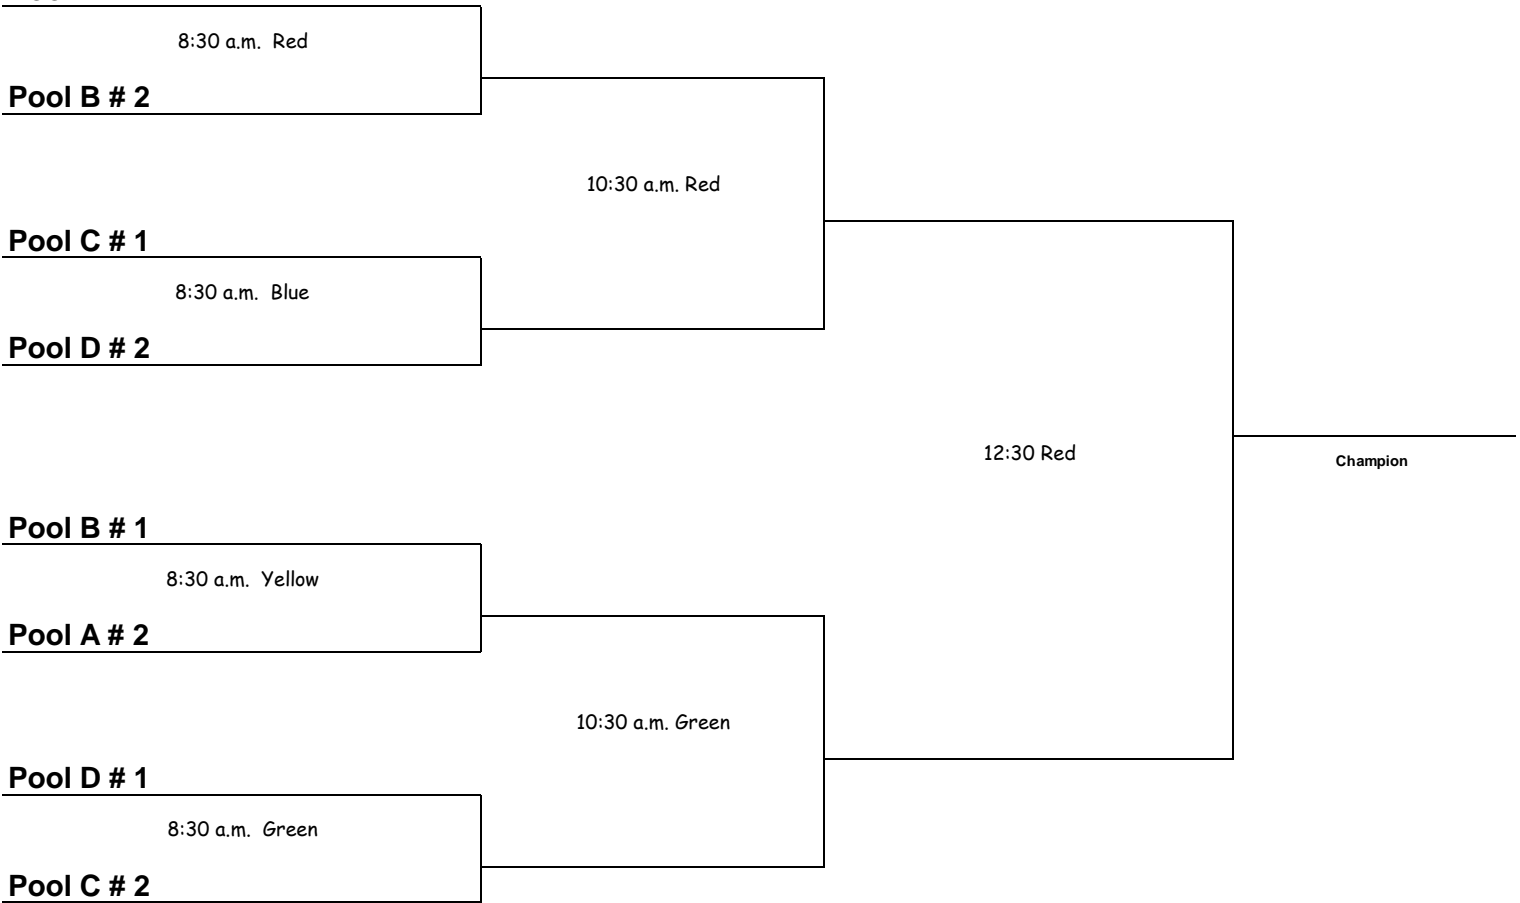 8:30 a.m. Red
Pool B # 2
10:30 a.m. Red
Pool C # 1
8:30 a.m. Blue
Pool D # 2
12:30 Red
Champion
Pool B # 1
8:30 a.m. Yellow
Pool A # 2
10:30 a.m. Green
Pool D # 1
8:30 a.m. Green
Pool C # 2